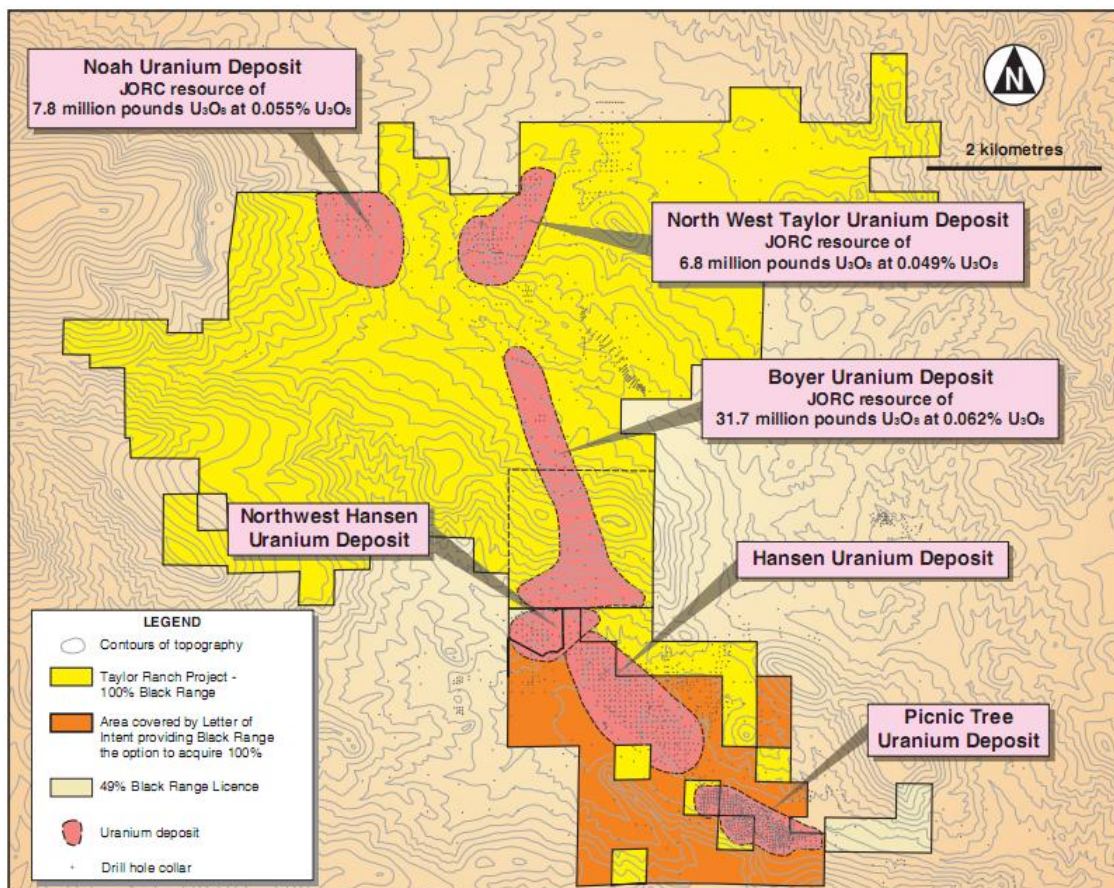 Noah Uranium Deposit
JORC resource of
7.8 million pounds U₃O₈ at 0.055% U₃O₈
N
2 kilometres
North West Taylor Uranium Deposit
JORC resource of
6.8 million pounds U₃O₈ at 0.049% U₃O₈
Boyer Uranium Deposit
JORC resource of
31.7 million pounds U₃O₈ at 0.062% U₃O₈
Northwest Hansen
Uranium Deposit
Hansen Uranium Deposit
Picnic Tree
Uranium Deposit
LEGEND
Contours of topography
Taylor Ranch Project -
100% Black Range
Area covered by Letter of
Intent providing Black Range
the option to acquire 100%
49% Black Range Licence
Uranium deposit
Drill hole collar